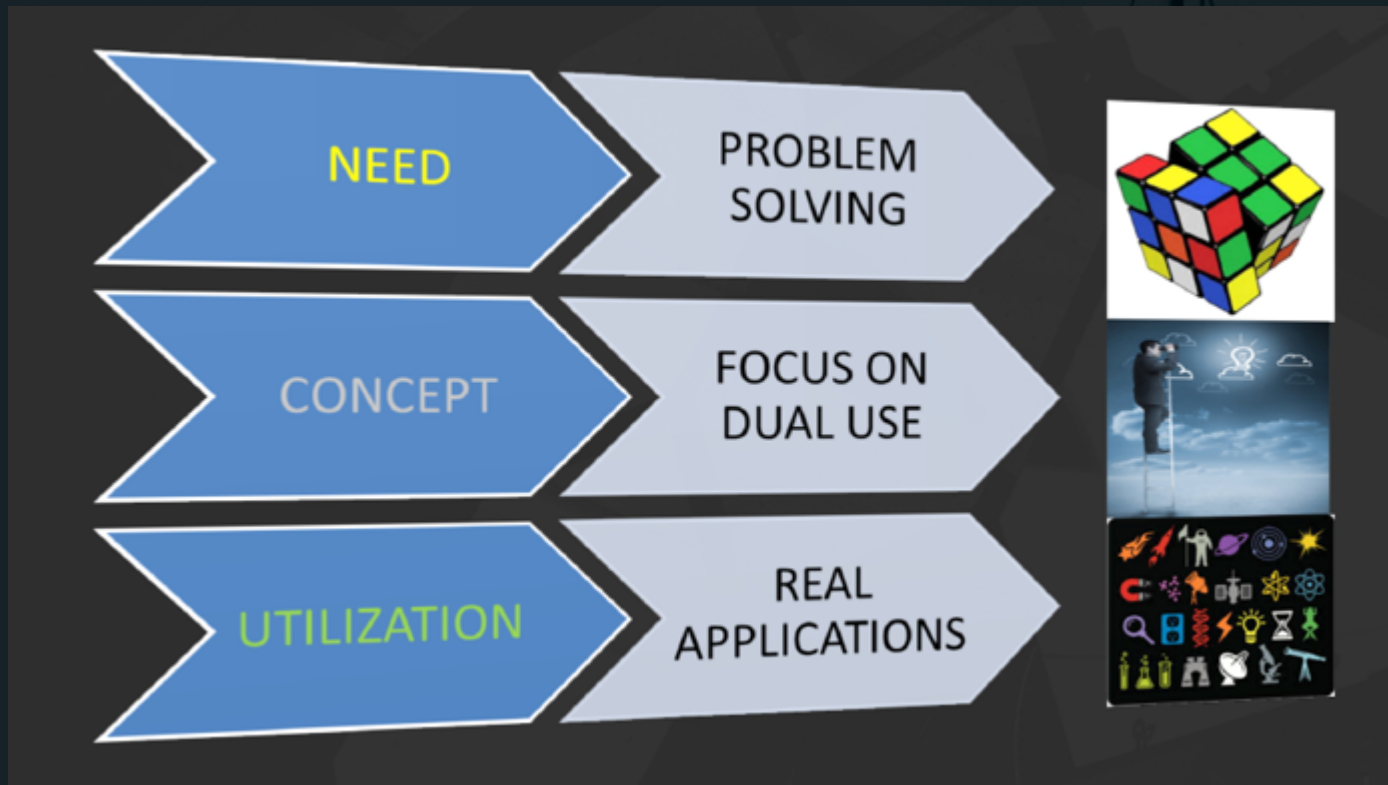 NEED
PROBLEM
SOLVING
CONCEPT
FOCUS ON
DUAL USE
UTILIZATION
REAL
APPLICATIONS